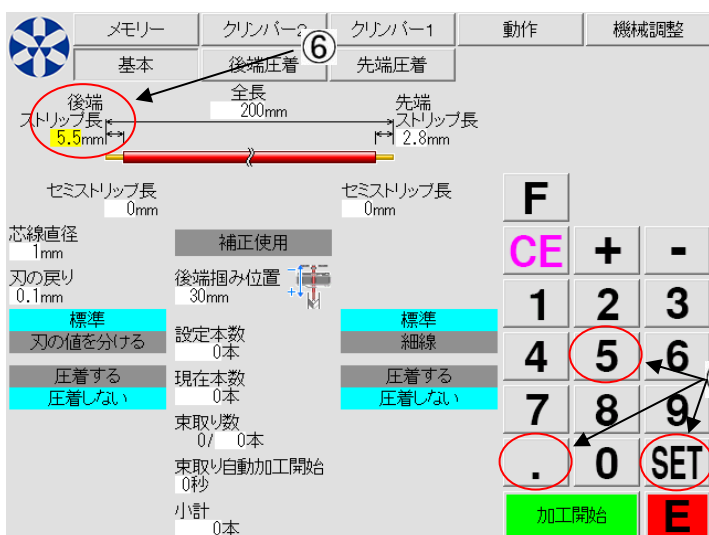 メモリー クリンパー2 クリンパー1 動作 機械調整
基本 後端圧着 先端圧着
⑥
後端
ストリップ長
5.5mm
全長
200mm
先端
ストリップ長
2.8mm
セミストリップ長
0mm
セミストリップ長
0mm
芯線直径
1mm
刃の戻り
0.1mm
標準
刃の値を分ける
圧着する
圧着しない
補正使用
後端掴み位置
30mm
- +
設定本数
0本
現在本数
0本
束取り数
0/ 0本
束取り自動加工開始
0秒
小計
0本
標準
細線
圧着する
圧着しない
F
CE + -
1 2 3
4 5 6
7 8 9
. 0 SET
加工開始 E